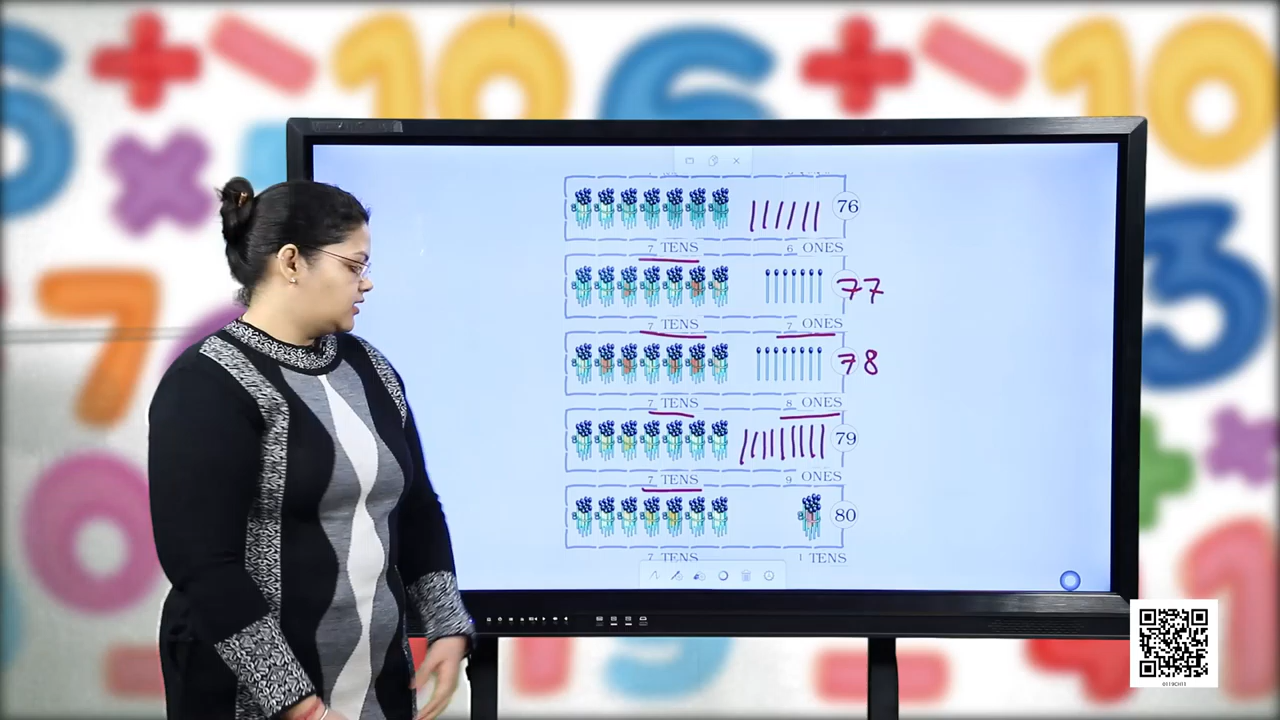 76
7 TENS 6 ONES
77
7 TENS 7 ONES
78
7 TENS 8 ONES
79
7 TENS 9 ONES
80
7 TENS 1 TENS
0119CH11